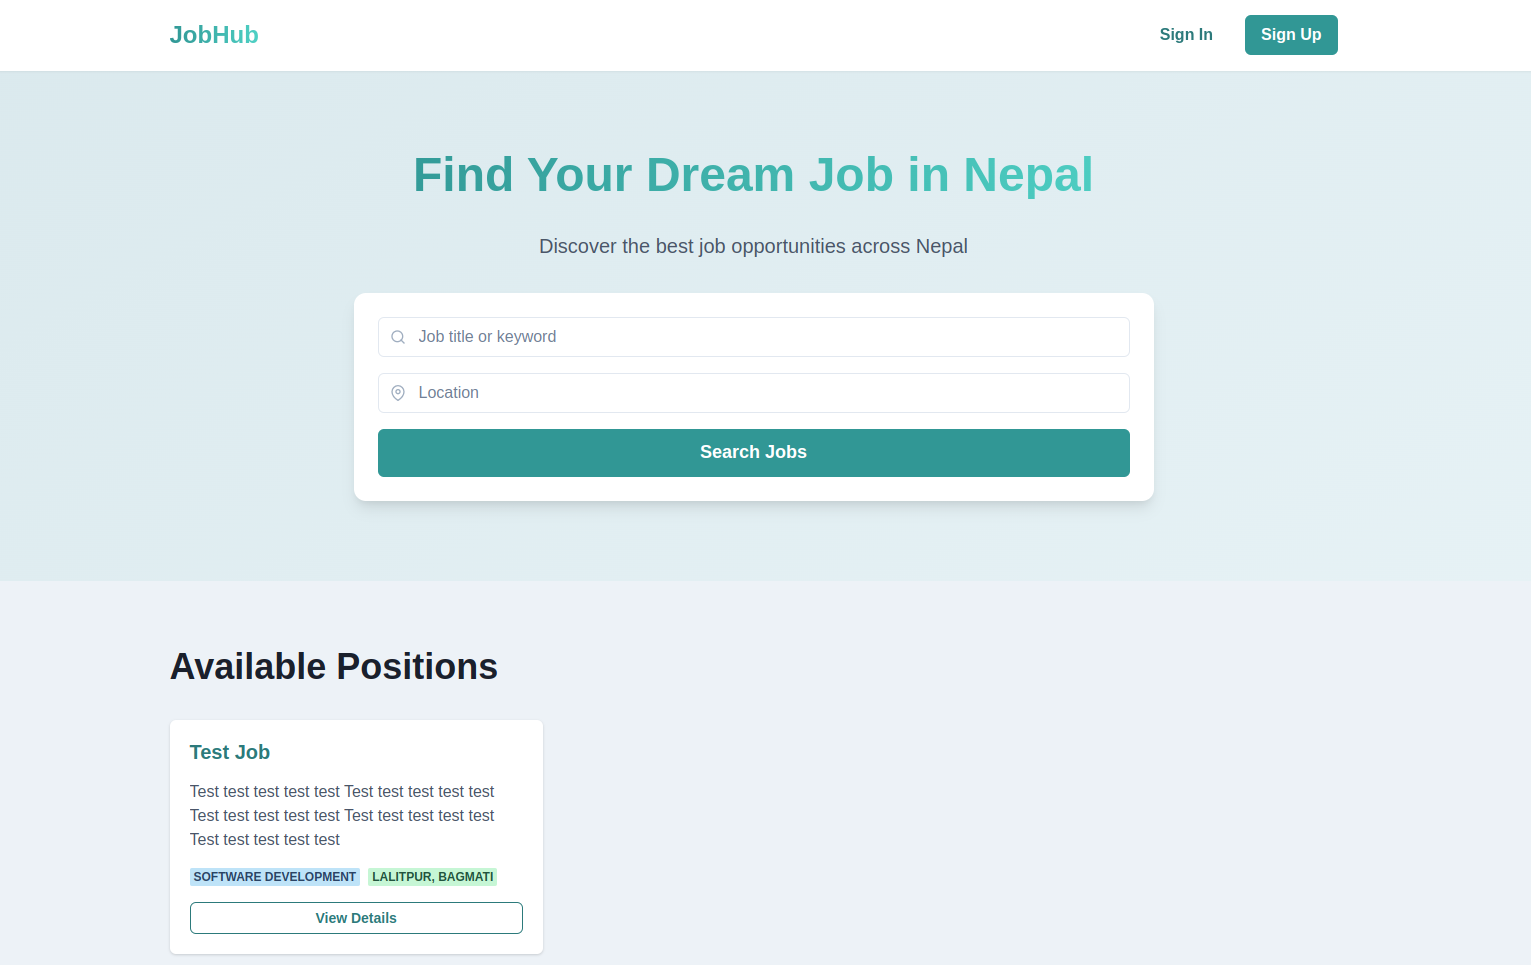 JobHub
Sign In
Sign Up
Find Your Dream Job in Nepal
Discover the best job opportunities across Nepal
Job title or keyword
Location
Search Jobs
Available Positions
Test Job
Test test test test test Test test test test test
Test test test test test Test test test test test
Test test test test test
SOFTWARE DEVELOPMENT
LALITPUR, BAGMATI
View Details